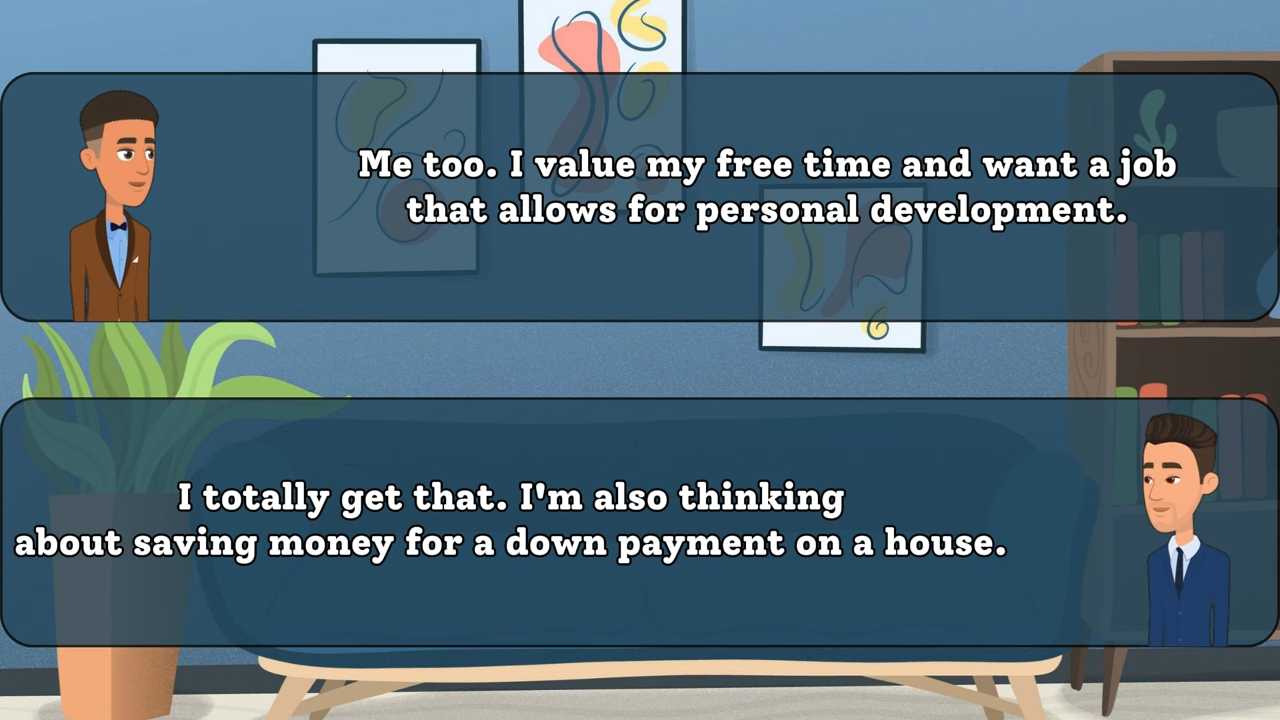 Me too. I value my free time and want a job
that allows for personal development.
I totally get that. I'm also thinking
about saving money for a down payment on a house.